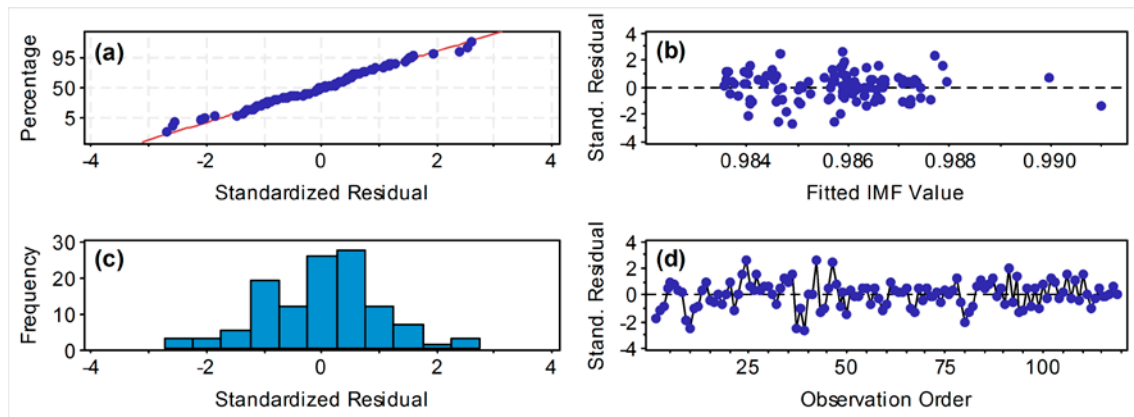 (a)
Percentage
95
50
5
-4
-2
0
2
4
Standardized Residual
(b)
Stand. Residual
4
2
0
-2
-4
0.984
0.986
0.988
0.990
Fitted IMF Value
(c)
Frequency
30
20
10
0
-4
-2
0
2
4
Standardized Residual
(d)
Stand. Residual
4
2
0
-2
-4
25
50
75
100
Observation Order